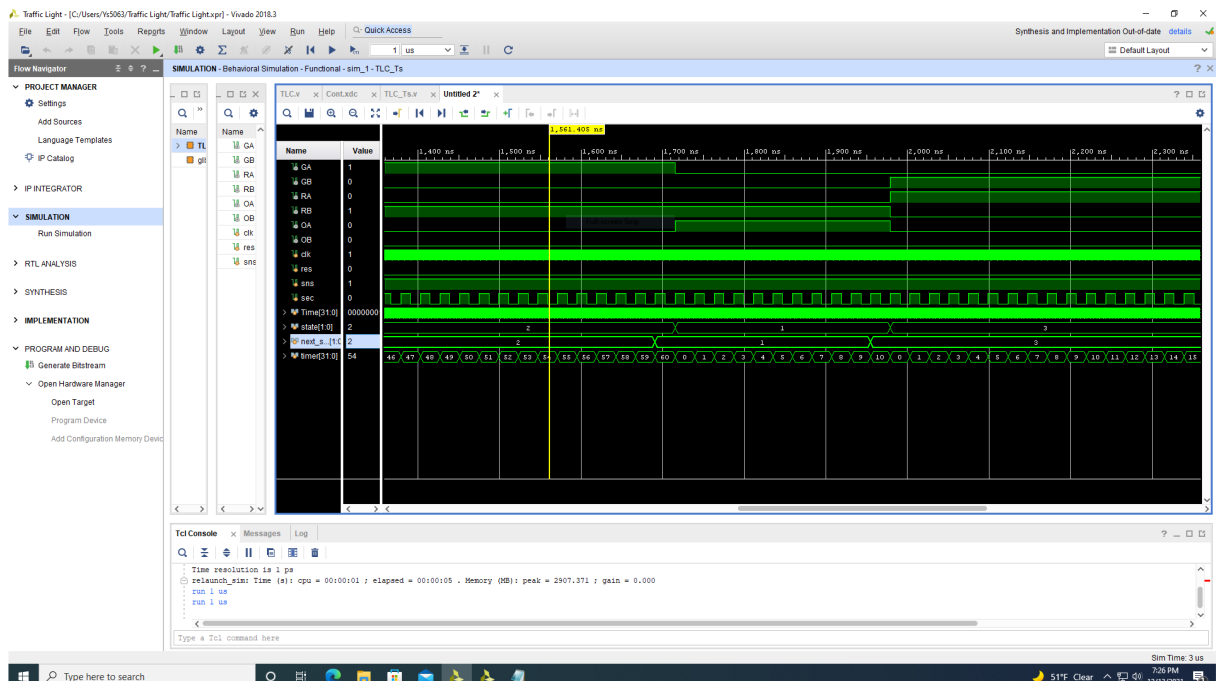 Traffic Light - [C:/Users/Ys5063/Traffic Light/Traffic Light.xpr] - Vivado 2018.3
File Edit Flow Tools Reports Window Layout View Run Help Quick Access
Synthesis and Implementation Out-of-date details
1 us
Default Layout
Flow Navigator
SIMULATION - Behavioral Simulation - Functional - sim_1 - TLC_Ts
PROJECT MANAGER
Settings
Add Sources
Language Templates
IP Catalog
IP INTEGRATOR
SIMULATION
Run Simulation
RTL ANALYSIS
SYNTHESIS
IMPLEMENTATION
PROGRAM AND DEBUG
Generate Bitstream
Open Hardware Manager
Open Target
Program Device
Add Configuration Memory Devic
Name
TL
gl
Name
GA
GB
RA
RB
OA
OB
clk
res
sns
TLC.v Cont.xdc TLC_Ts.v Untitled 2*
1,561.405 ns
Name Value
1,400 ns 1,500 ns 1,600 ns 1,700 ns 1,800 ns 1,900 ns 2,000 ns 2,100 ns 2,200 ns 2,300 ns
GA 1
GB 0
RA 0
RB 1
OA 0
OB 0
clk 1
res 0
sns 1
sec 0
Time[31:0] 0000000
state[1:0] 2 2 1 3
next_s...[1:0 2 2 1 3
timer[31:0] 54 46 47 48 49 50 51 52 53 54 55 56 57 58 59 60 0 1 2 3 4 5 6 7 8 9 10 0 1 2 3 4 5 6 7 8 9 10 11 12 13 14 15
Tcl Console Messages Log
Time resolution is 1 ps
relaunch_sim: Time (s): cpu = 00:00:01 ; elapsed = 00:00:05 . Memory (MB): peak = 2907.371 ; gain = 0.000
run 1 us
run 1 us
Type a Tcl command here
Sim Time: 3 us
Type here to search
51°F Clear
7:26 PM